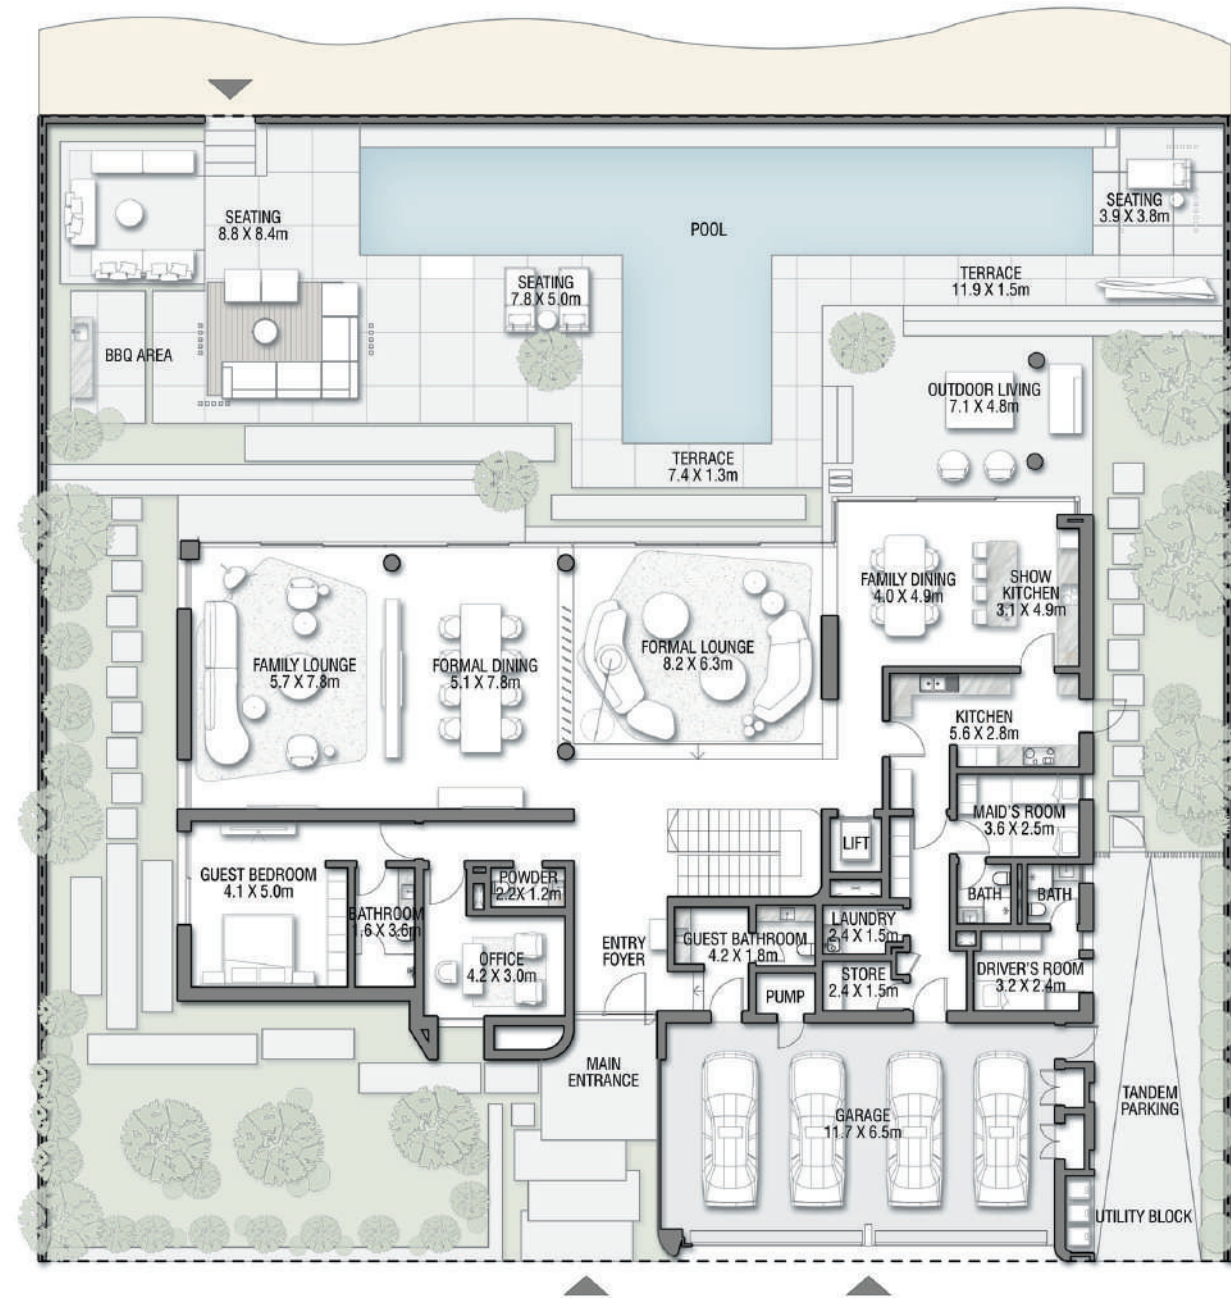 SEATING
8.8 X 8.4m
POOL
SEATING
3.9 X 3.8m
SEATING
7.8 X 5.0m
TERRACE
11.9 X 1.5m
BBQ AREA
OUTDOOR LIVING
7.1 X 4.8m
TERRACE
7.4 X 1.3m
FAMILY DINING
4.0 X 4.9m
SHOW
KITCHEN
3.1 X 4.9m
FAMILY LOUNGE
5.7 X 7.8m
FORMAL DINING
5.1 X 7.8m
FORMAL LOUNGE
8.2 X 6.3m
KITCHEN
5.6 X 2.8m
MAID'S ROOM
3.6 X 2.5m
LIFT
GUEST BEDROOM
4.1 X 5.0m
POWDER
2.2X 1.2m
BATH
BATH
BATHROOM
1.6 X 3.6m
LAUNDRY
2.4 X 1.5m
GUEST BATHROOM
4.2 X 1.8m
ENTRY
FOYER
OFFICE
4.2 X 3.0m
STORE
2.4 X 1.5m
DRIVER'S ROOM
3.2 X 2.4m
PUMP
MAIN
ENTRANCE
TANDEM
PARKING
GARAGE
11.7 X 6.5m
UTILITY BLOCK